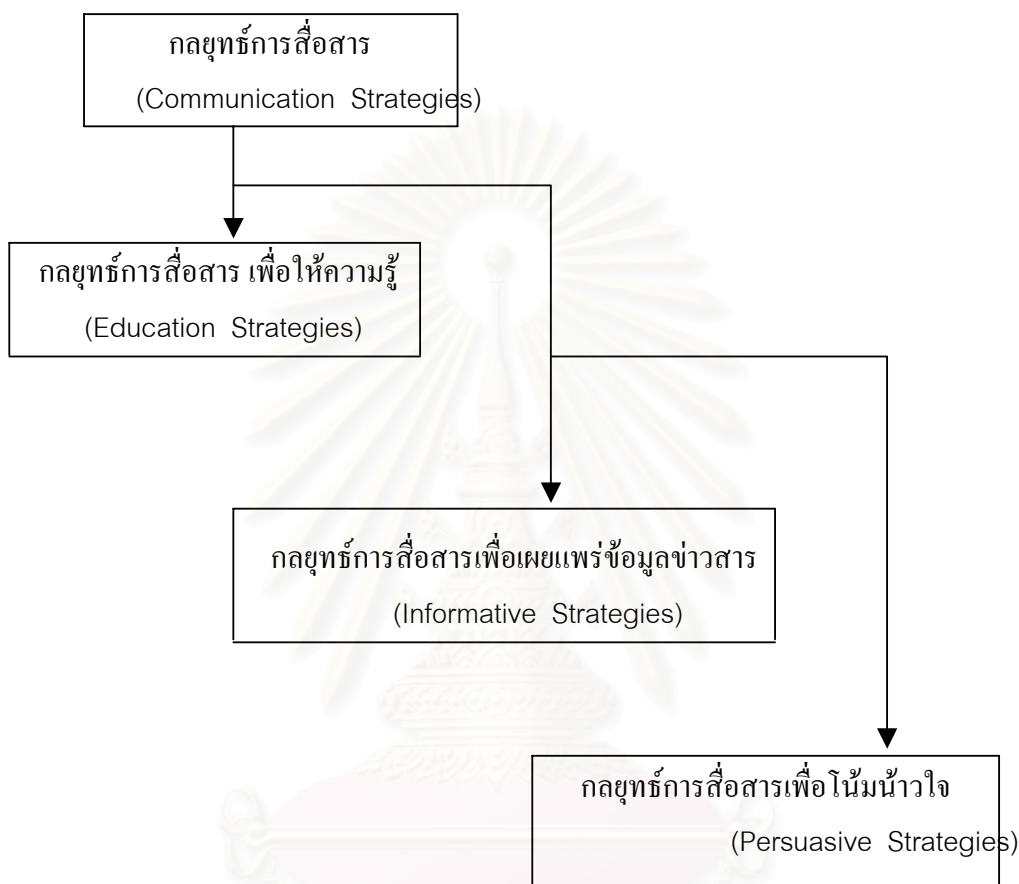 กลยุทธ์การสื่อสาร
(Communication Strategies)
กลยุทธ์การสื่อสาร เพื่อให้ความรู้
(Education Strategies)
กลยุทธ์การสื่อสารเพื่อเผยแพร่ข้อมูลข่าวสาร
(Informative Strategies)
กลยุทธ์การสื่อสารเพื่อโน้มน้าวใจ
(Persuasive Strategies)